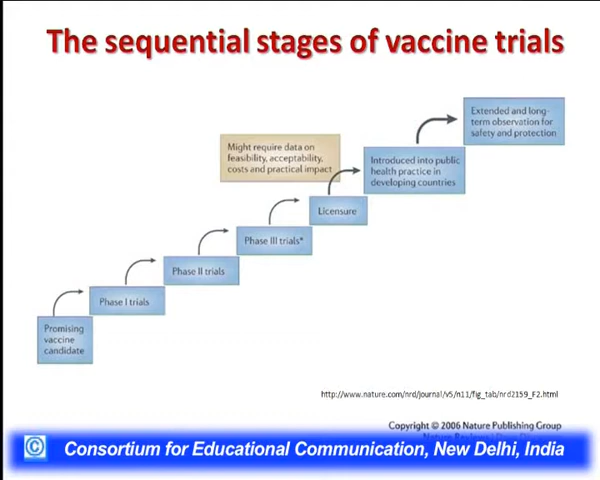 The sequential stages of vaccine trials
Extended and long-
term observation for
safety and protection
Might require data on
feasibility, acceptability,
costs and practical impact
Introduced into public
health practice in
developing countries
Licensure
Phase III trials*
Phase II trials
Phase I trials
Promising
vaccine
candidate
http://www.nature.com/nrd/journal/v5/n11/fig_tab/nrd2159_F2.html
Copyright © 2006 Nature Publishing Group
© Consortium for Educational Communication, New Delhi, India